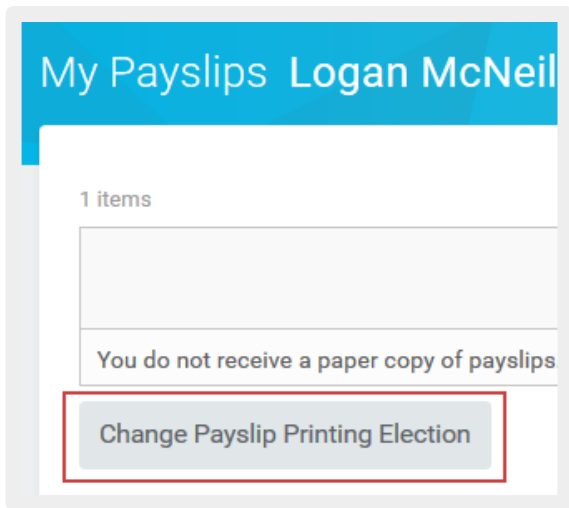 My Payslips Logan McNeil
1 items
You do not receive a paper copy of payslips.
Change Payslip Printing Election